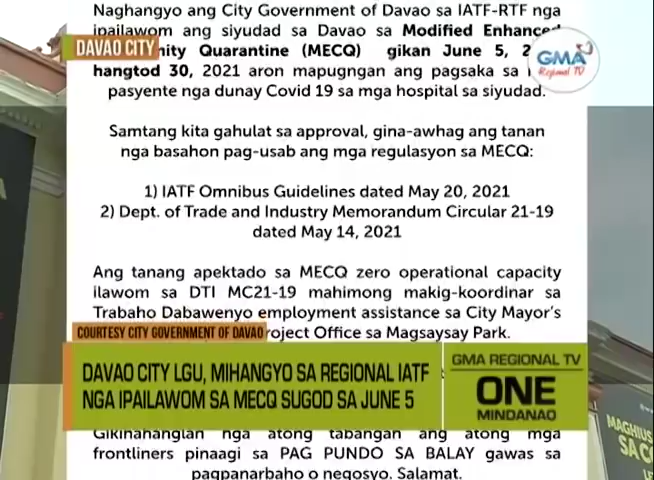 Naghangyo ang City Government of Davao sa IATF-RTF nga
ipailawom ang siyudad sa Davao sa Modified Enhanced
Quarantine (MECQ) gikan June 5,
hangtod 30, 2021 aron mapugngan ang pagsaka sa
pasyente nga dunay Covid 19 sa mga hospital sa siyudad.
DAVAO CITY
GMA
Regional TV
Samtang kita gahulat sa approval, gina-awhag ang tanan
nga basahon pag-usab ang mga regulasyon sa MECQ:
1) IATF Omnibus Guidelines dated May 20, 2021
2) Dept. of Trade and Industry Memorandum Circular 21-19
dated May 14, 2021
Ang tanang apektado sa MECQ zero operational capacity
ilawom sa DTI MC21-19 mahimong makig-koordinar sa
Trabaho Dabawenyo employment assistance sa City Mayor's
Office sa Magsaysay Park.
COURTESY CITY GOVERNMENT OF DAVAO
DAVAO CITY LGU, MIHANGYO SA REGIONAL IATF
NGA IPAILAWOM SA MECQ SUGOD SA JUNE 5
GMA REGIONAL TV
ONE
MINDANAO
Gikinahanglan nga atong tabangan ang atong mga
frontliners pinaagi sa PAG PUNDO SA BALAY gawas sa
pagpanarbaho o negosyo. Salamat.